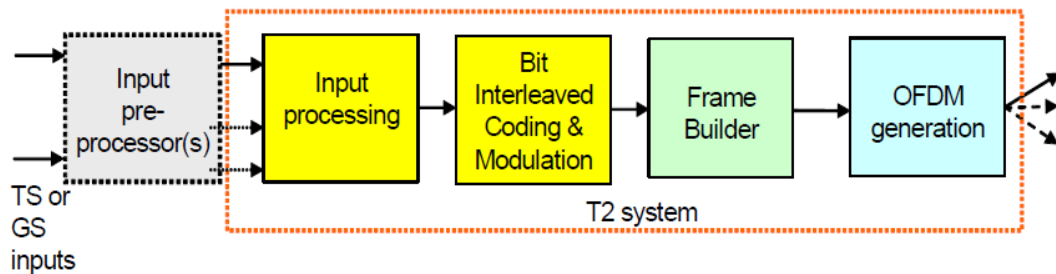 Input
pre-
processor(s)
Input
processing
Bit
Interleaved
Coding &
Modulation
Frame
Builder
OFDM
generation
TS or
GS
inputs
T2 system